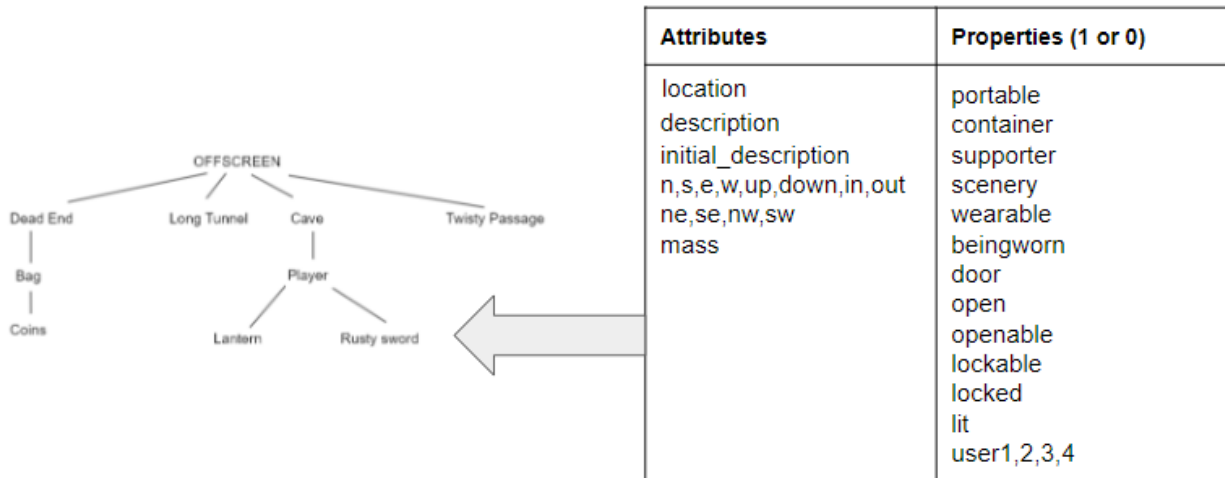 OFFSCREEN
Dead End
Long Tunnel
Cave
Twisty Passage
Bag
Player
Coins
Lantern
Rusty sword
Attributes
Properties (1 or 0)
location
description
initial_description
n,s,e,w,up,down,in,out
ne,se,nw,sw
mass
portable
container
supporter
scenery
wearable
beingworn
door
open
openable
lockable
locked
lit
user1,2,3,4